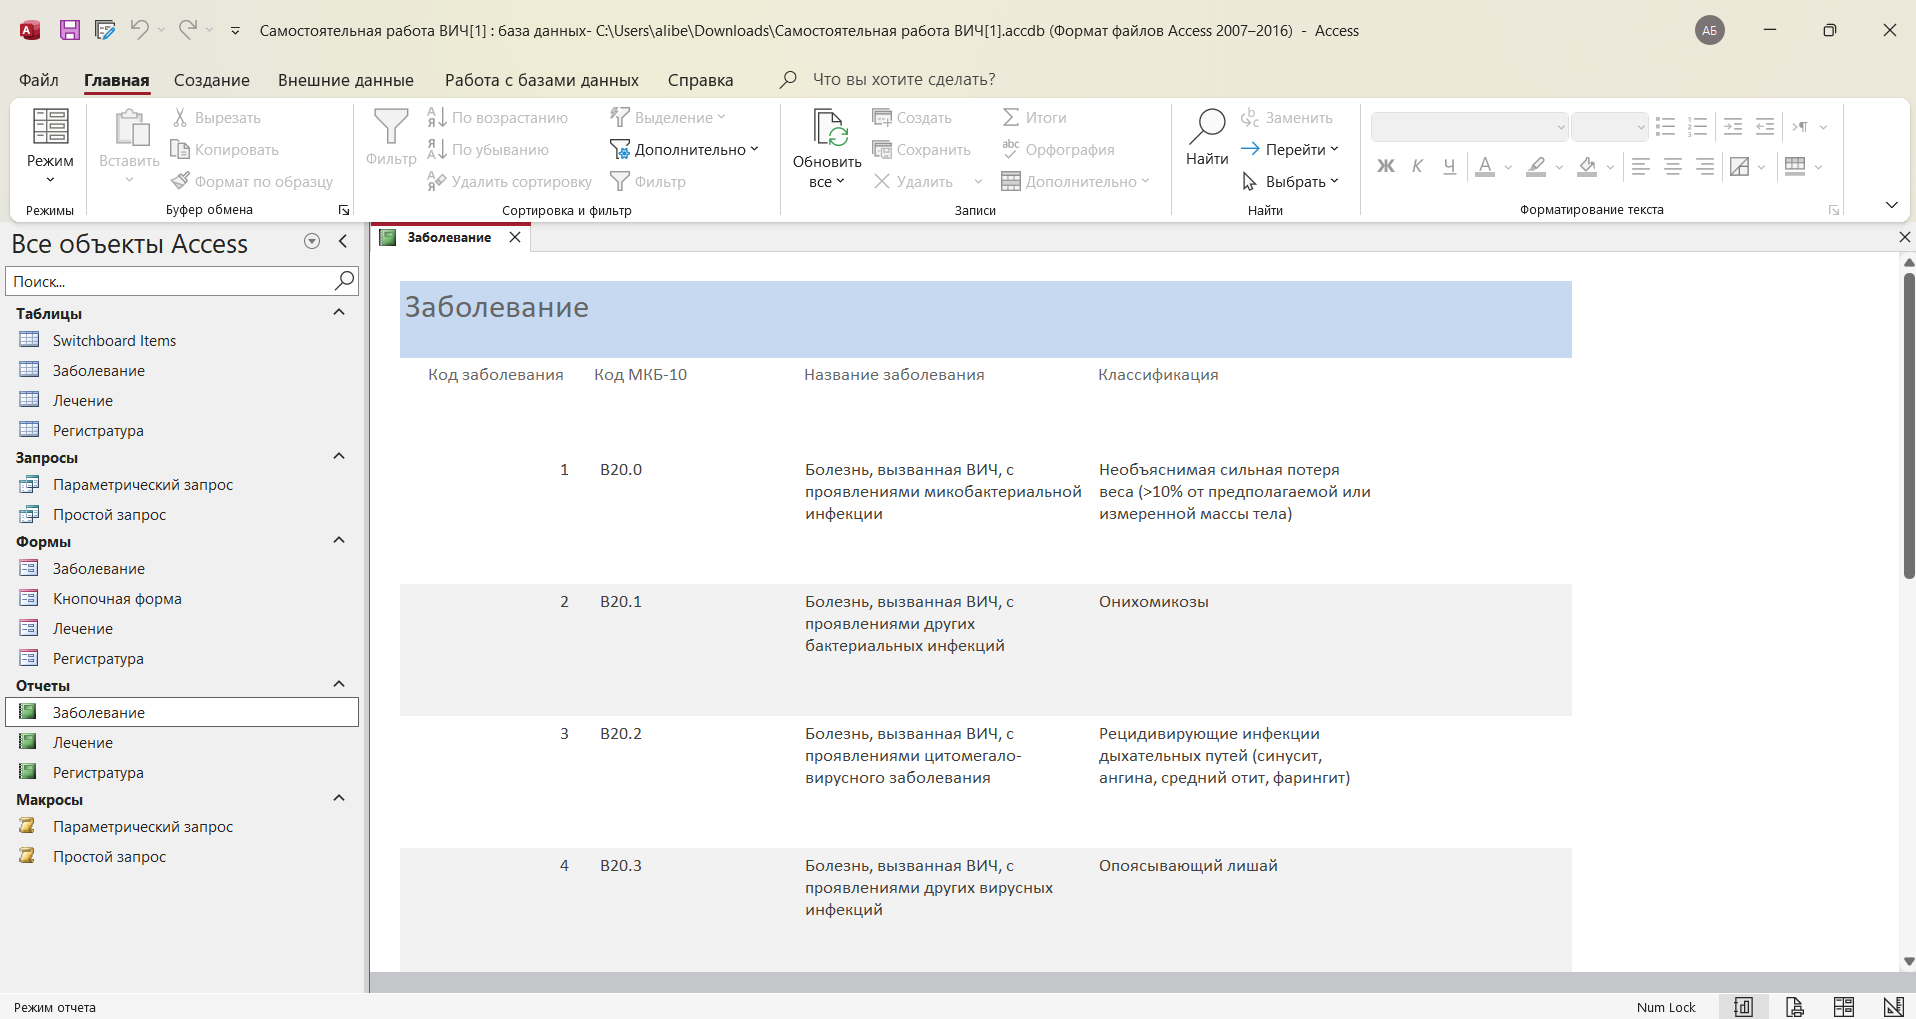 Самостоятельная работа ВИЧ[1] : база данных- C:\Users\alibe\Downloads\Самостоятельная работа ВИЧ[1].accdb (Формат файлов Access 2007–2016)  -  Access
АБ
Файл
Главная
Создание
Внешние данные
Работа с базами данных
Справка
Что вы хотите сделать?
Режим
Режимы
Вставить
Вырезать
Копировать
Формат по образцу
Буфер обмена
Фильтр
По возрастанию
По убыванию
Удалить сортировку
Выделение
Дополнительно
Фильтр
Сортировка и фильтр
Обновить
все
Создать
Сохранить
Удалить
Итоги
Орфография
Дополнительно
Записи
Найти
Заменить
Перейти
Выбрать
Найти
Ж К Ч
Форматирование текста
Все объекты Access
Поиск...
Таблицы
Switchboard Items
Заболевание
Лечение
Регистратура
Запросы
Параметрический запрос
Простой запрос
Формы
Заболевание
Кнопочная форма
Лечение
Регистратура
Отчеты
Заболевание
Лечение
Регистратура
Макросы
Параметрический запрос
Простой запрос
Заболевание
Заболевание
Код заболевания Код МКБ-10 Название заболевания Классификация
1 B20.0 Болезнь, вызванная ВИЧ, с Необъяснимая сильная потеря
проявлениями микобактериальной веса (>10% от предполагаемой или
инфекции измеренной массы тела)
2 B20.1 Болезнь, вызванная ВИЧ, с Онихомикозы
проявлениями других
бактериальных инфекций
3 B20.2 Болезнь, вызванная ВИЧ, с Рецидивирующие инфекции
проявлениями цитомегало- дыхательных путей (синусит,
вирусного заболевания ангина, средний отит, фарингит)
4 B20.3 Болезнь, вызванная ВИЧ, с Опоясывающий лишай
проявлениями других вирусных
инфекций
Режим отчета
Num Lock